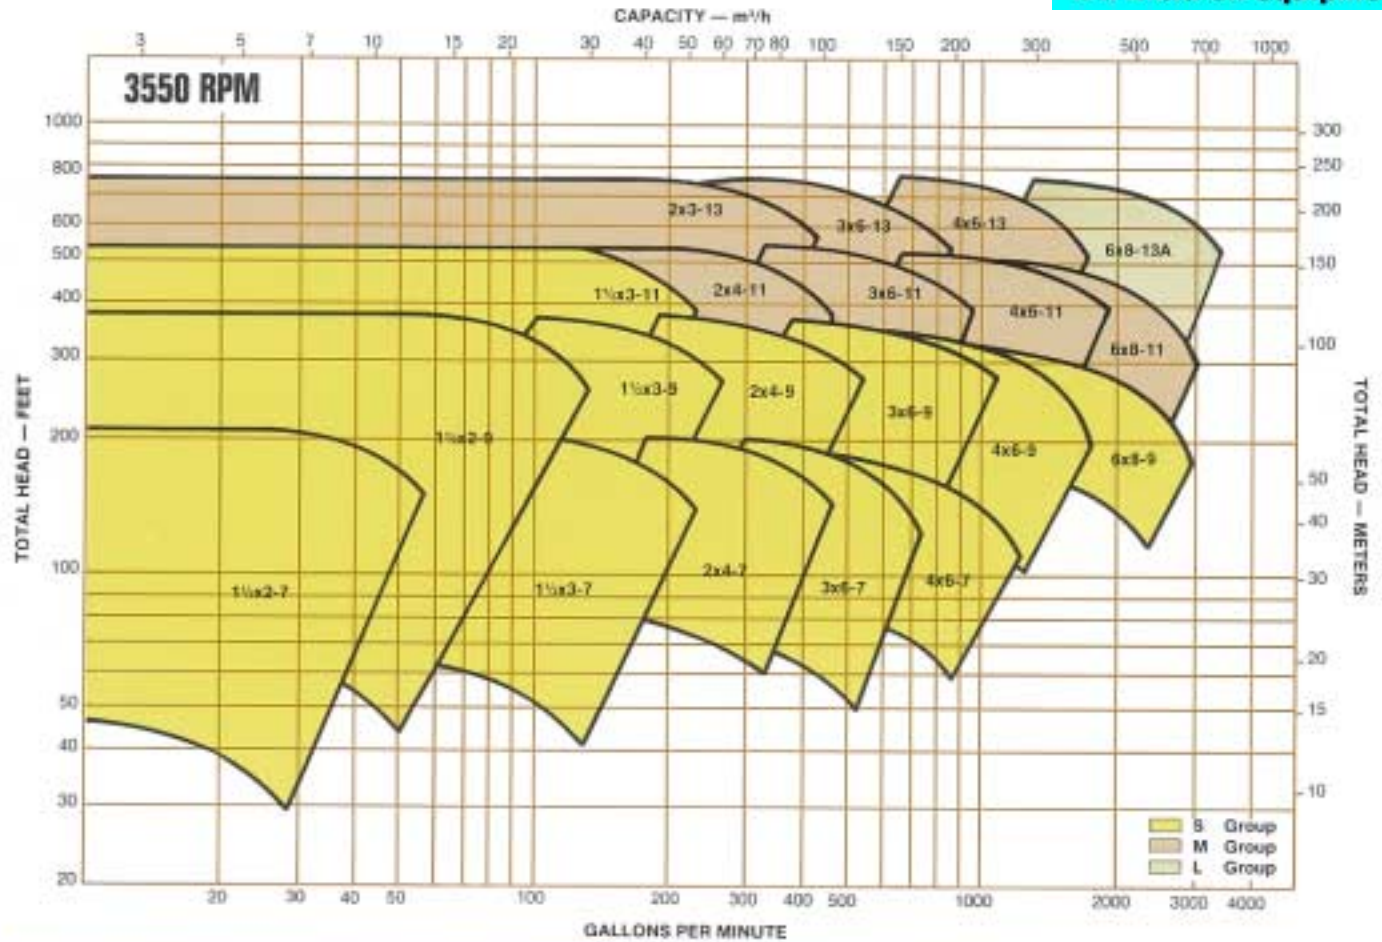 CAPACITY — m³/h
3 5 7 10 15 20 30 40 50 60 70 80 100 150 200 300 500 700 1000
3550 RPM
1000
800
600
500
400
300
200
100
50
40
30
20
300
250
200
150
100
50
40
30
20
15
10
TOTAL HEAD — FEET
TOTAL HEAD — METERS
2x3-13
3x6-13
4x6-13
6x8-13A
1½x3-11
2x4-11
3x6-11
4x6-11
6x8-11
1½x2-9
1½x3-9
2x4-9
3x6-9
4x6-9
6x8-9
1½x2-7
1½x3-7
2x4-7
3x6-7
4x6-7
S Group
M Group
L Group
20 30 40 50 100 200 300 400 500 1000 2000 3000 4000
GALLONS PER MINUTE